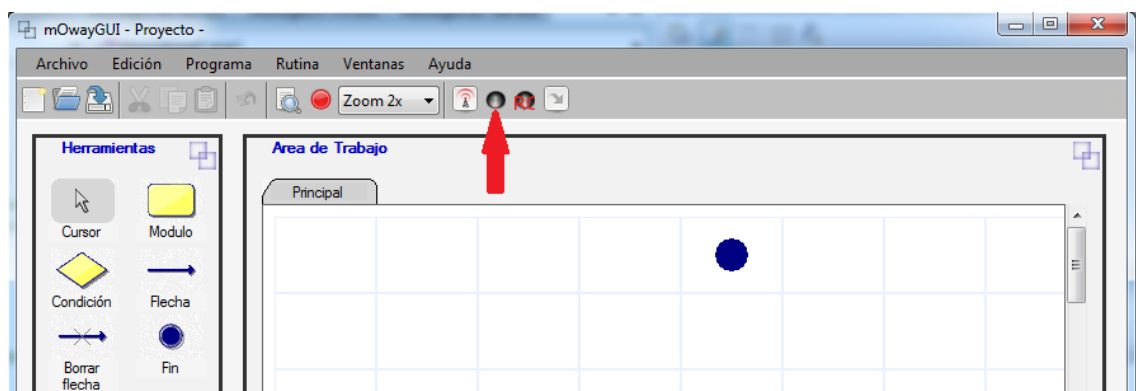 mOwayGUI - Proyecto -
Archivo Edición Programa Rutina Ventanas Ayuda
Zoom 2x
Herramientas
Area de Trabajo
Principal
Cursor Modulo
Condición Flecha
Borrar Fin
flecha